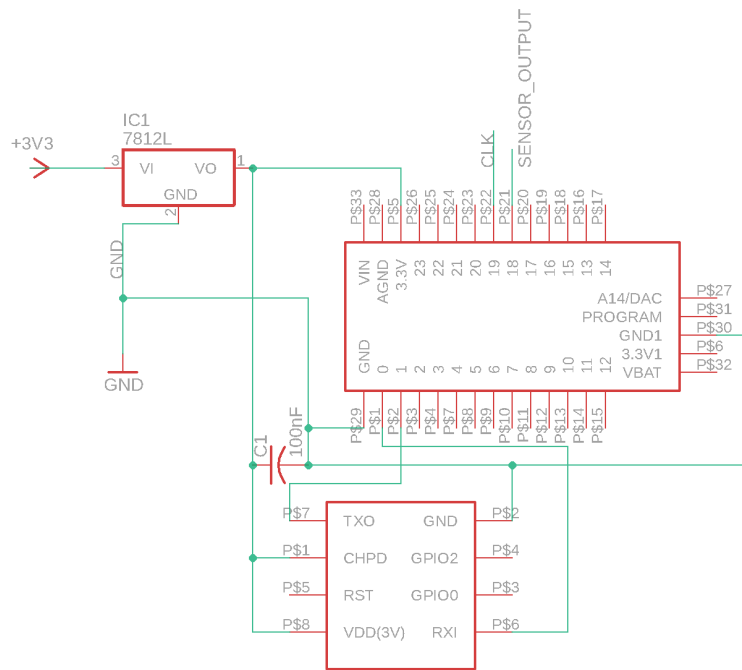 SENSOR_OUTPUT
CLK
IC1
7812L
+3V3
3
VI
VO
1
GND
2
GND
GND
P$33
P$28
P$5
P$26
P$25
P$24
P$23
P$22
P$21
P$20
P$19
P$18
P$16
P$17
VIN
AGND
3.3V
23
22
21
20
19
18
17
16
15
13
14
A14/DAC
P$27
PROGRAM
P$31
GND1
P$30
3.3V1
P$6
VBAT
P$32
GND
0
1
2
3
4
5
6
7
8
9
10
11
12
P$29
P$1
P$2
P$3
P$4
P$7
P$8
P$9
P$10
P$11
P$12
P$13
P$14
P$15
C1
100nF
P$7
TXO
GND
P$2
P$1
CHPD
GPIO2
P$4
P$5
RST
GPIO0
P$3
P$8
VDD(3V)
RXI
P$6